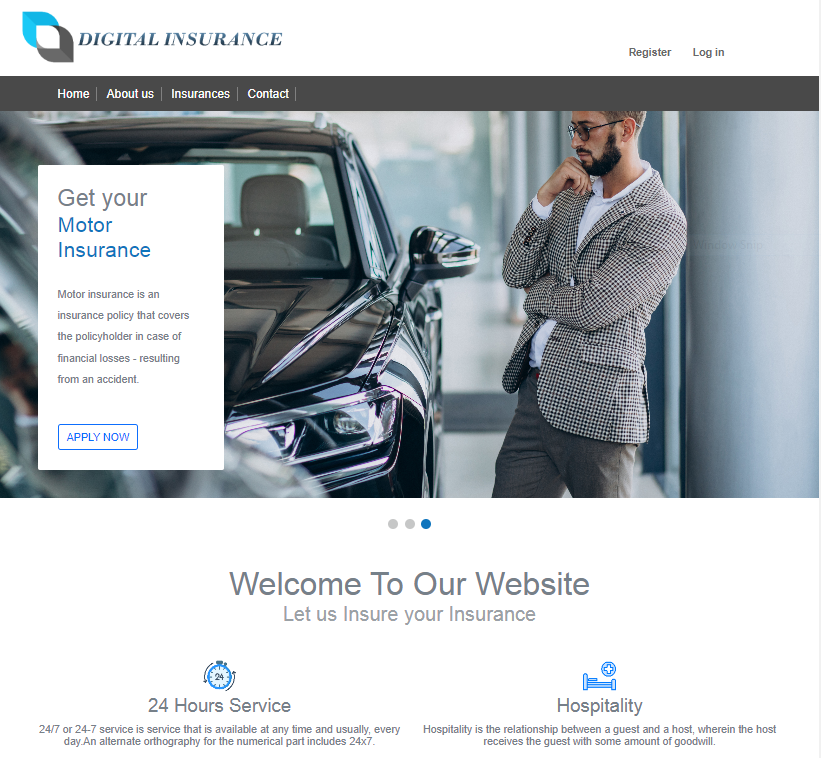 DIGITAL INSURANCE
Register Log in
Home About us Insurances Contact
Get your
Motor
Insurance
Motor insurance is an
insurance policy that covers
the policyholder in case of
financial losses - resulting
from an accident.
APPLY NOW
Window Snip
Welcome To Our Website
Let us Insure your Insurance
24
24 Hours Service
24/7 or 24-7 service is service that is available at any time and usually, every
day.An alternate orthography for the numerical part includes 24x7.
Hospitality
Hospitality is the relationship between a guest and a host, wherein the host
receives the guest with some amount of goodwill.